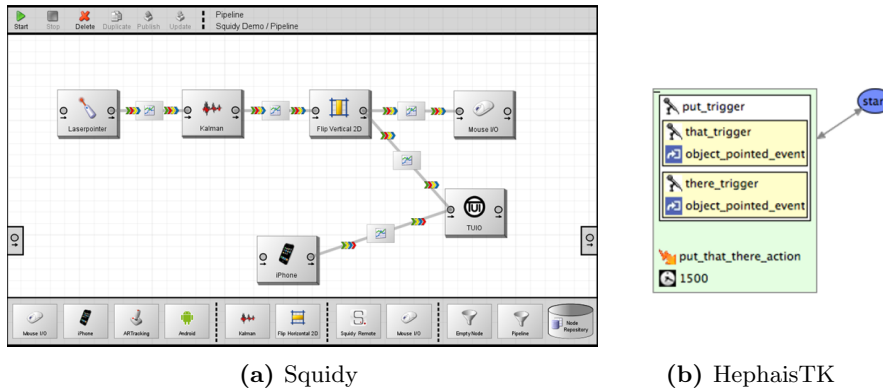 Start Stop Delete Duplicate Publish Update
Pipeline
Squidy Demo / Pipeline
Laserpointer
Kalman
Flip Vertical 2D
Mouse I/O
TUI
TUIO
iPhone
Mouse I/O iPhone ARTracking Android Kalman Flip Horizontal 2D Squidy Remote Mouse I/O EmptyNode Pipeline Node Repository
(a) Squidy
put_trigger
that_trigger
object_pointed_event
there_trigger
object_pointed_event
put_that_there_action
1500
star
(b) HephaisTK